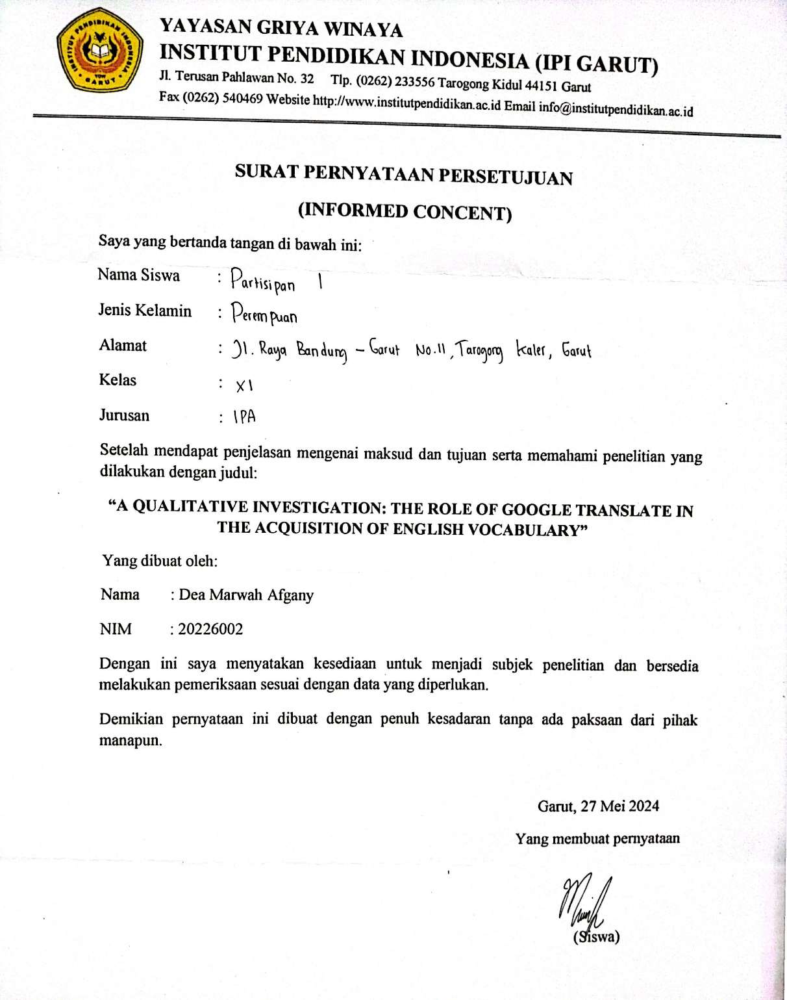 INSTITUT PENDIDIKAN INDONESIA
GARUT
YAYASAN GRIYA WINAYA
INSTITUT PENDIDIKAN INDONESIA (IPI GARUT)
Jl. Terusan Pahlawan No. 32 Tlp. (0262) 233556 Tarogong Kidul 44151 Garut
Fax (0262) 540469 Website http://www.institutpendidikan.ac.id Email info@institutpendidikan.ac.id
SURAT PERNYATAAN PERSETUJUAN
(INFORMED CONCENT)
Saya yang bertanda tangan di bawah ini:
Nama Siswa : Partisipan 1
Jenis Kelamin : Perempuan
Alamat : Jl. Raya Bandung - Garut No.11, Tarogong Kaler, Garut
Kelas : XI
Jurusan : IPA
Setelah mendapat penjelasan mengenai maksud dan tujuan serta memahami penelitian yang
dilakukan dengan judul:
“A QUALITATIVE INVESTIGATION: THE ROLE OF GOOGLE TRANSLATE IN
THE ACQUISITION OF ENGLISH VOCABULARY”
Yang dibuat oleh:
Nama : Dea Marwah Afgany
NIM : 20226002
Dengan ini saya menyatakan kesediaan untuk menjadi subjek penelitian dan bersedia
melakukan pemeriksaan sesuai dengan data yang diperlukan.
Demikian pernyataan ini dibuat dengan penuh kesadaran tanpa ada paksaan dari pihak
manapun.
Garut, 27 Mei 2024
Yang membuat pernyataan
(Siswa)